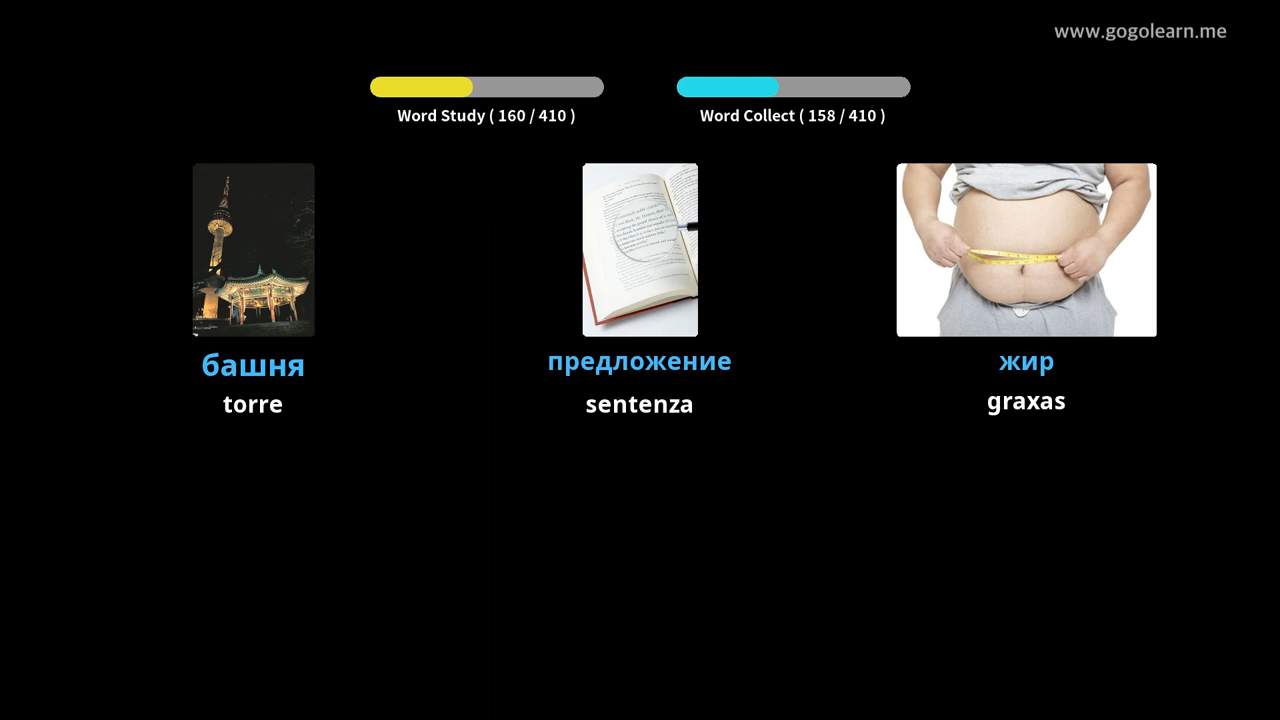 www.gogolearn.me
Word Study ( 160 / 410 )
Word Collect ( 158 / 410 )
башня
torre
предложение
sentenza
жир
graxas